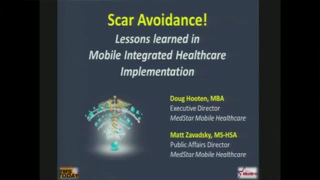 Scar Avoidance!
Lessons learned in
Mobile Integrated Healthcare
Implementation
Doug Hooten, MBA
Executive Director
MedStar Mobile Healthcare
Matt Zavadsky, MS-HSA
Public Affairs Director
MedStar Mobile Healthcare
TODAY